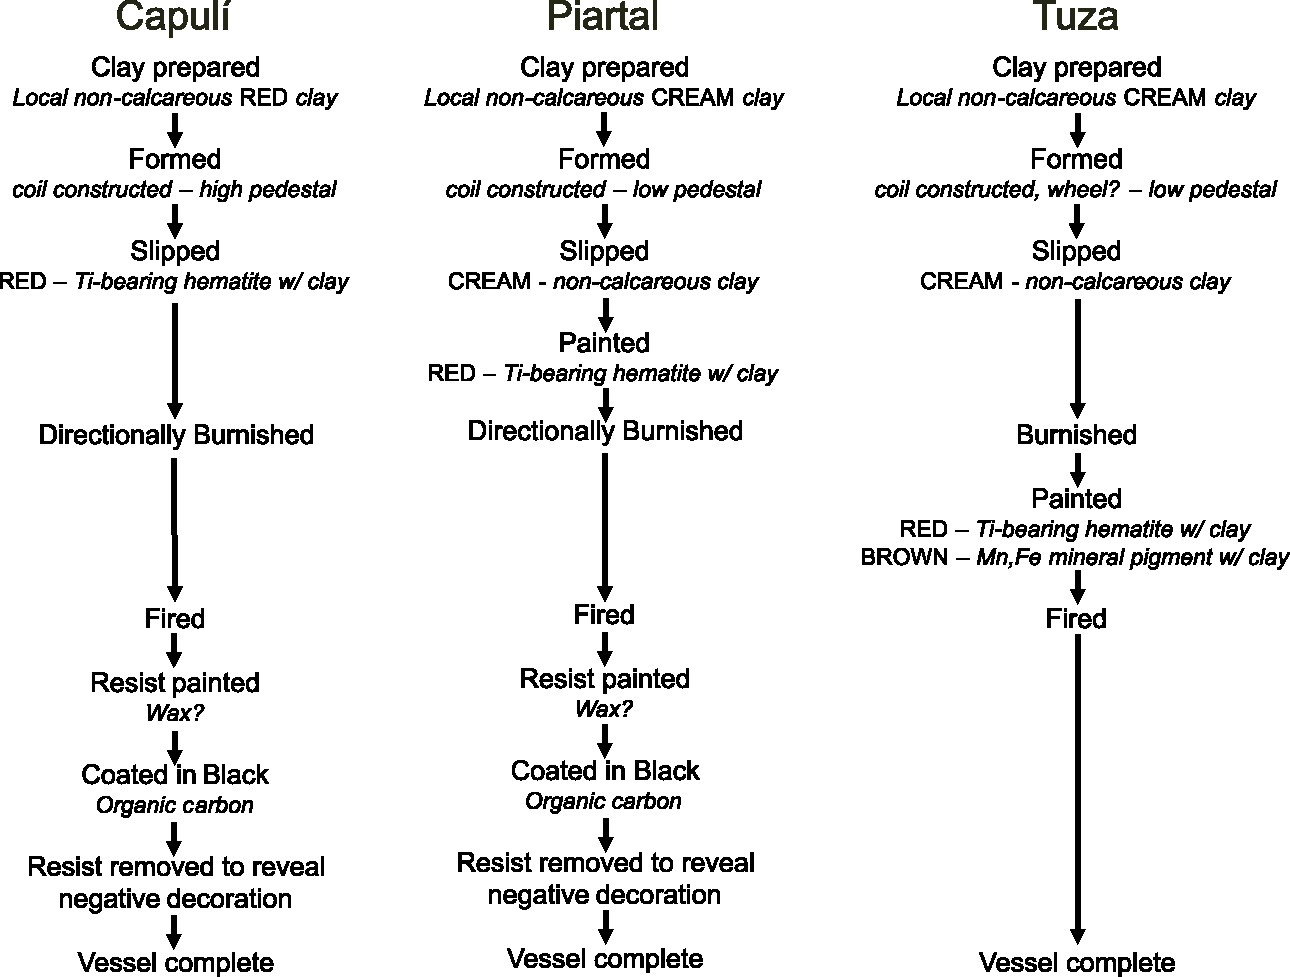 Capulí
Clay prepared
Local non-calcareous RED clay
Formed
coil constructed – high pedestal
Slipped
RED – Ti-bearing hematite w/ clay
Directionally Burnished
Fired
Resist painted
Wax?
Coated in Black
Organic carbon
Resist removed to reveal
negative decoration
Vessel complete
Piartal
Clay prepared
Local non-calcareous CREAM clay
Formed
coil constructed – low pedestal
Slipped
CREAM - non-calcareous clay
Painted
RED – Ti-bearing hematite w/ clay
Directionally Burnished
Fired
Resist painted
Wax?
Coated in Black
Organic carbon
Resist removed to reveal
negative decoration
Vessel complete
Tuza
Clay prepared
Local non-calcareous CREAM clay
Formed
coil constructed, wheel? – low pedestal
Slipped
CREAM - non-calcareous clay
Burnished
Painted
RED – Ti-bearing hematite w/ clay
BROWN – Mn,Fe mineral pigment w/ clay
Fired
Vessel complete